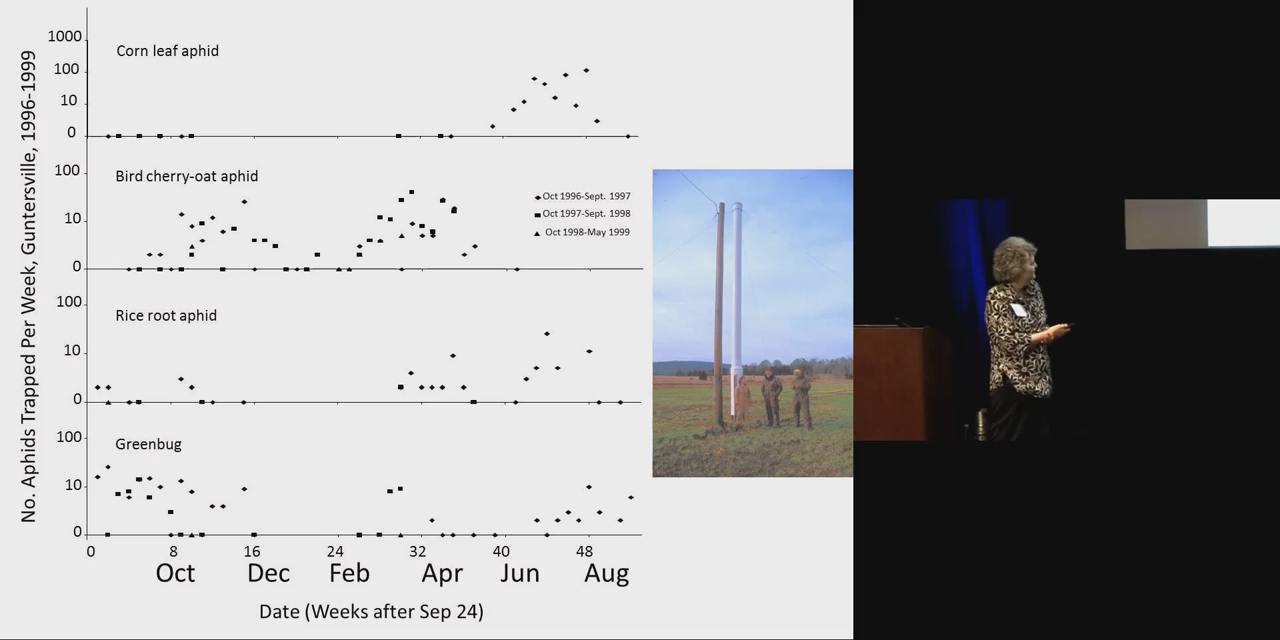 No. Aphids Trapped Per Week, Guntersville, 1996-1999
Corn leaf aphid
1000
100
10
0
Bird cherry-oat aphid
100
10
0
Oct 1996-Sept. 1997
Oct 1997-Sept. 1998
Oct 1998-May 1999
Rice root aphid
100
10
0
Greenbug
100
10
0
0 8 16 24 32 40 48
Oct Dec Feb Apr Jun Aug
Date (Weeks after Sep 24)